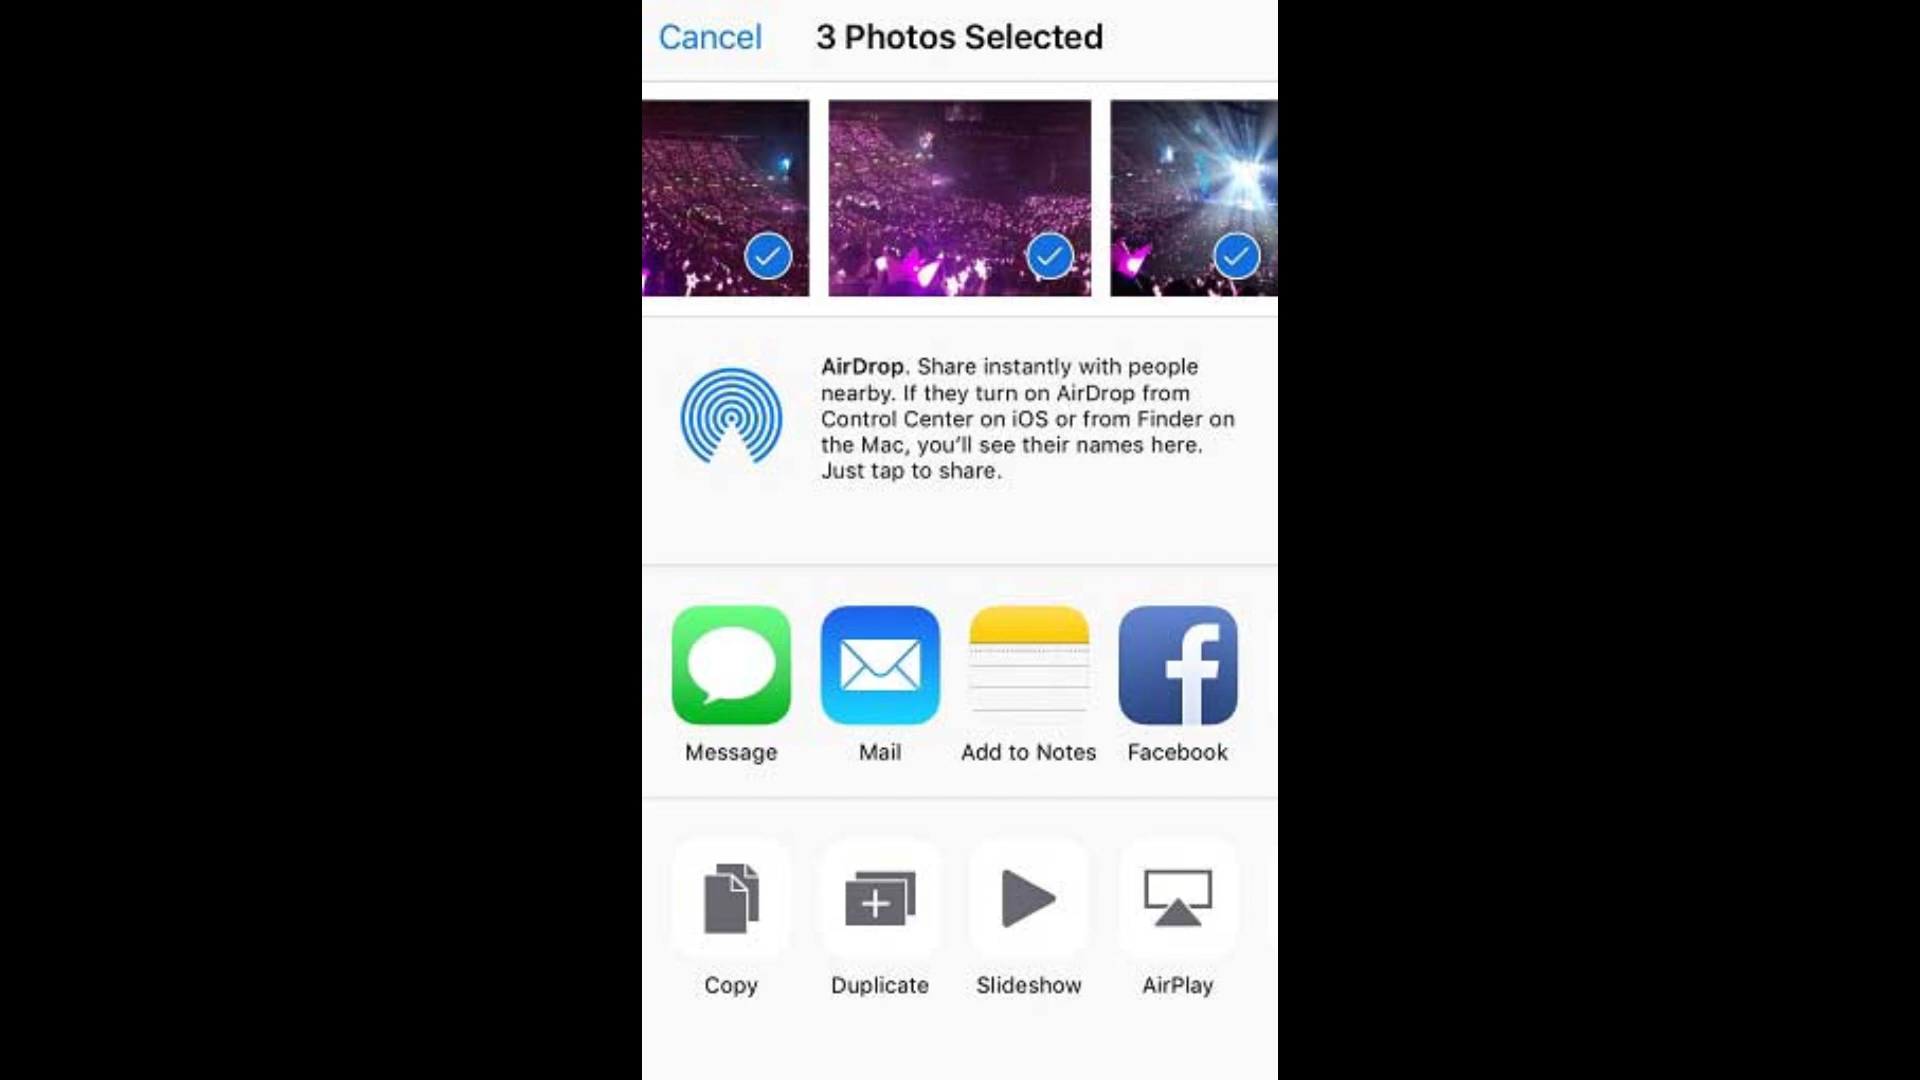 Cancel 3 Photos Selected
AirDrop. Share instantly with people
nearby. If they turn on AirDrop from
Control Center on iOS or from Finder on
the Mac, you'll see their names here.
Just tap to share.
Message Mail Add to Notes Facebook
Copy Duplicate Slideshow AirPlay